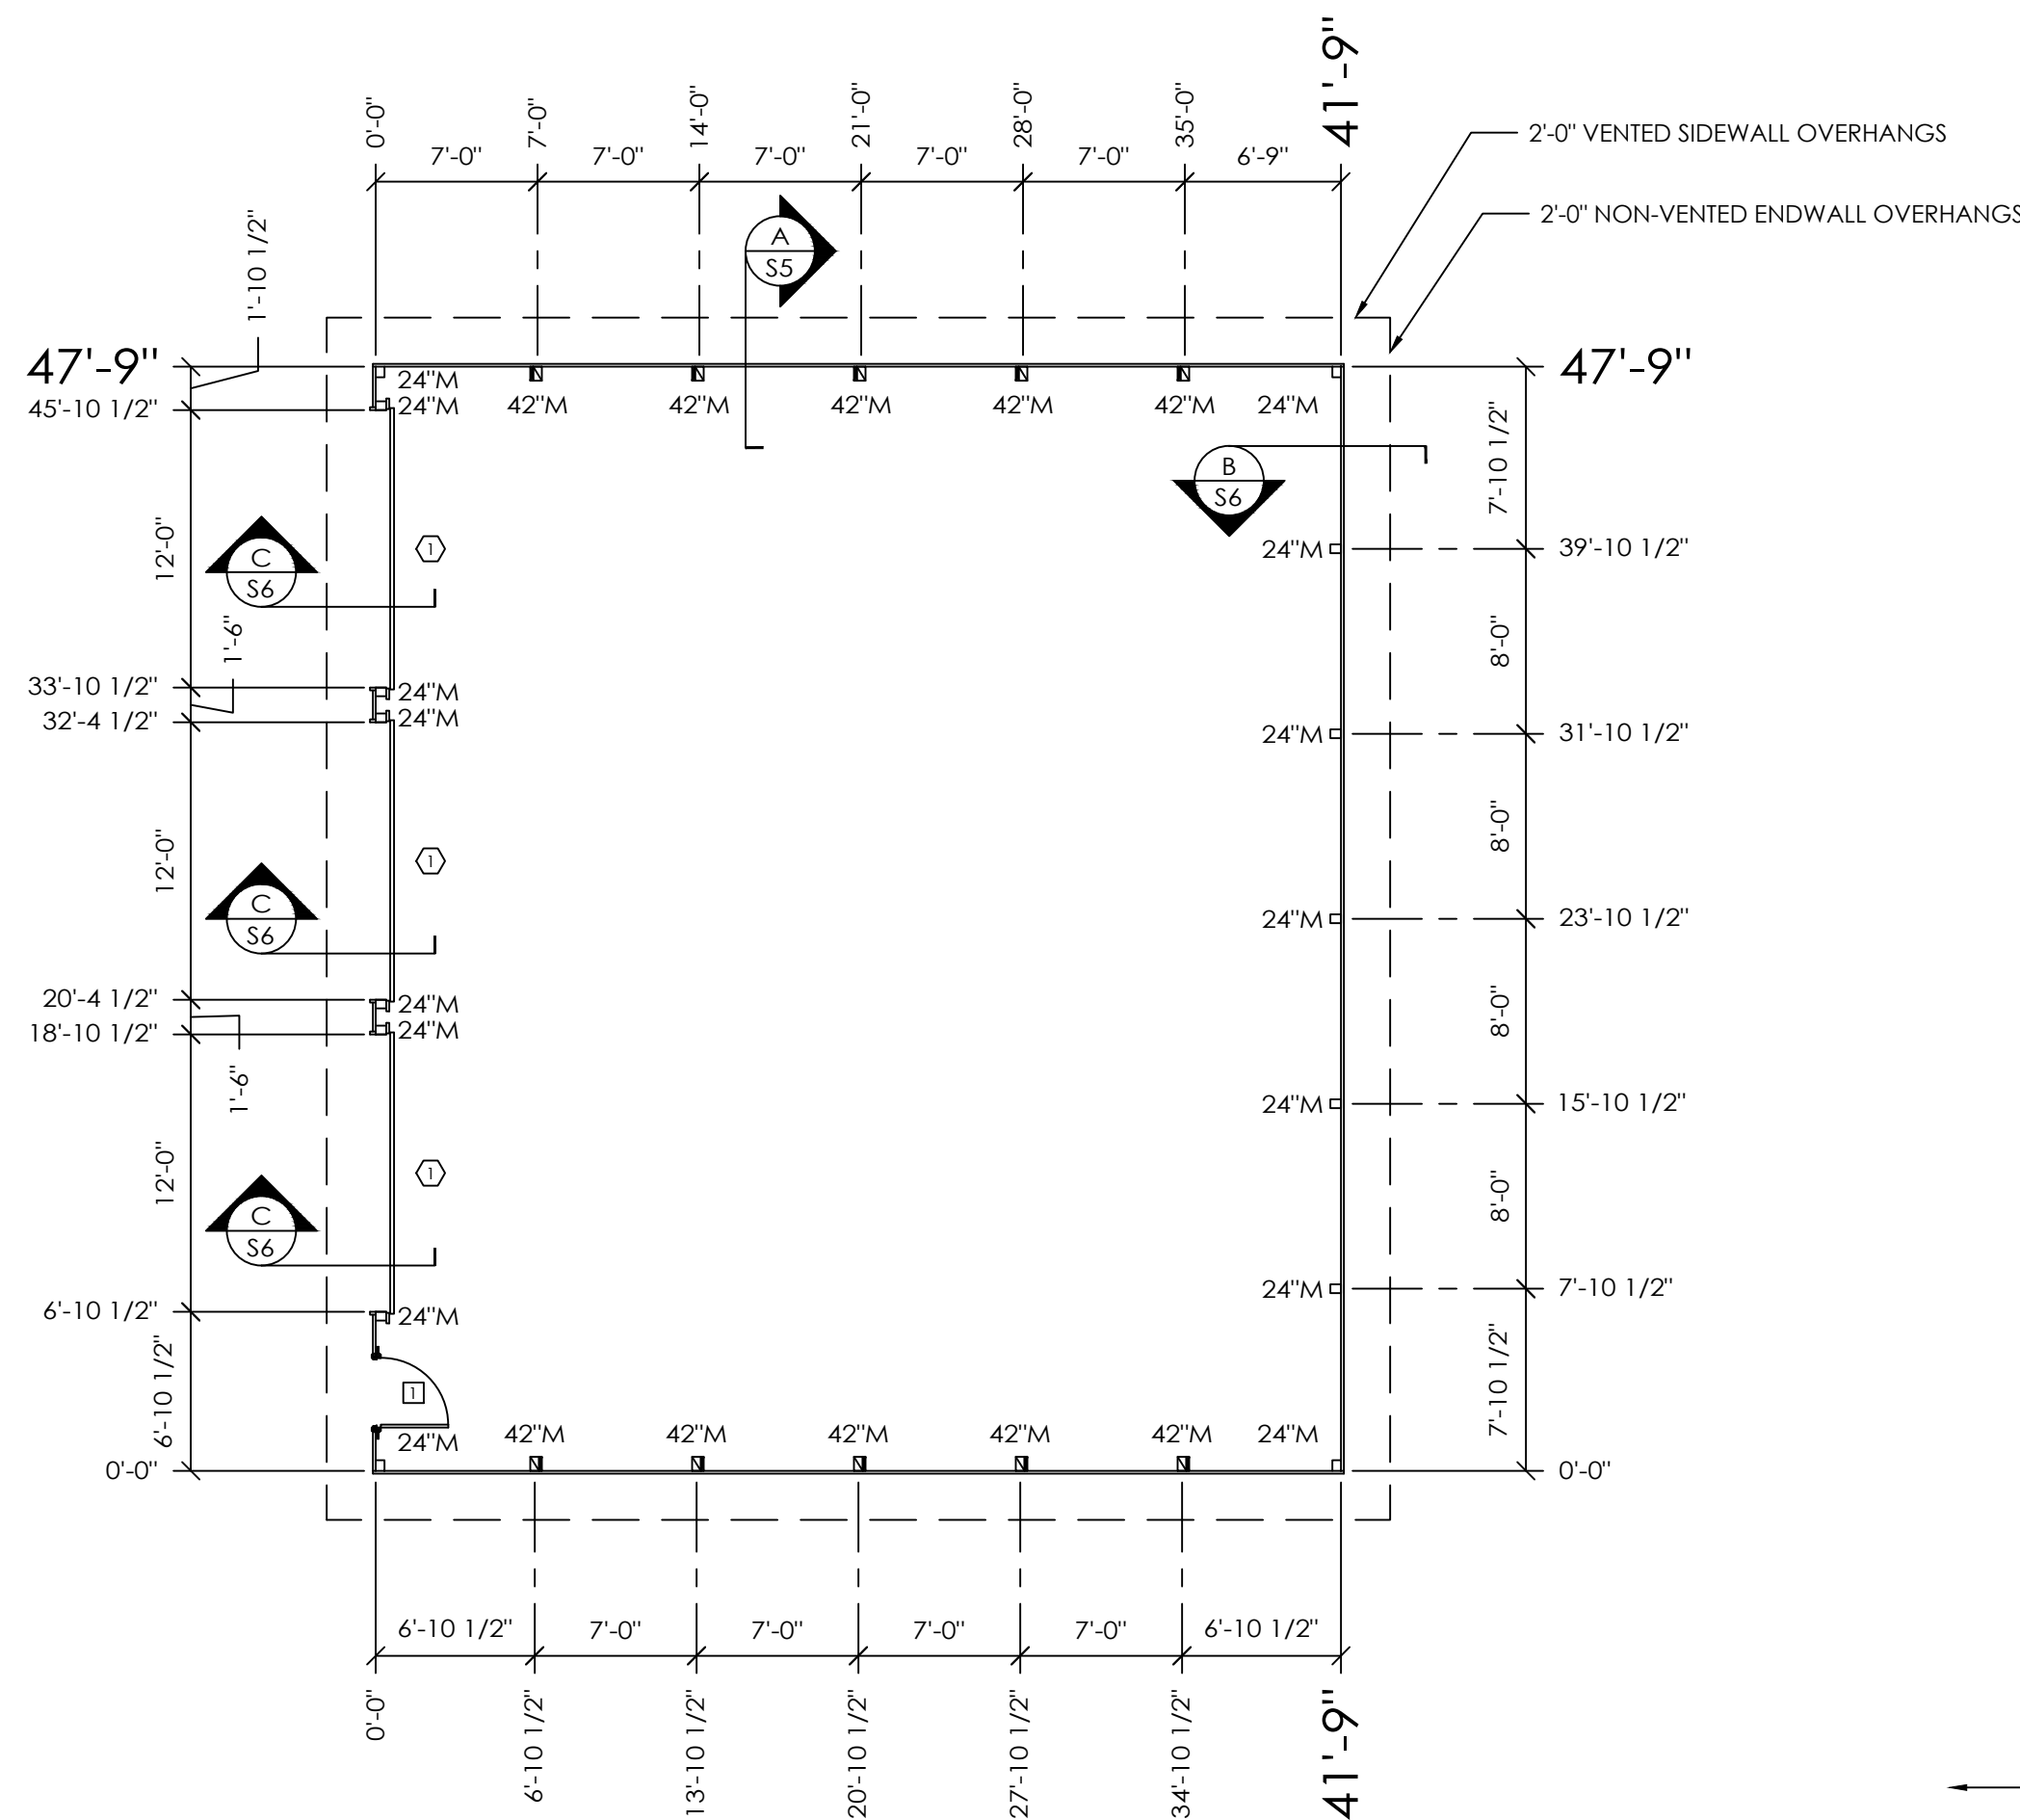 0'-0"
7'-0"
14'-0"
21'-0"
28'-0"
35'-0"
41'-9"
7'-0"
7'-0"
7'-0"
7'-0"
7'-0"
6'-9"
2'-0" VENTED SIDEWALL OVERHANGS
2'-0" NON-VENTED ENDWALL OVERHANGS
A
S5
1'-10 1/2"
47'-9"
45'-10 1/2"
12'-0"
33'-10 1/2"
1'-6"
32'-4 1/2"
12'-0"
20'-4 1/2"
18'-10 1/2"
1'-6"
12'-0"
6'-10 1/2"
6'-10 1/2"
0'-0"
C
S6
C
S6
C
S6
24"M
24"M
42"M
42"M
42"M
42"M
42"M
24"M
B
S6
1
24"M
24"M
1
24"M
24"M
1
24"M
1
24"M
24"M
24"M
24"M
24"M
24"M
42"M
42"M
42"M
42"M
42"M
24"M
47'-9"
7'-10 1/2"
39'-10 1/2"
8'-0"
31'-10 1/2"
8'-0"
23'-10 1/2"
8'-0"
15'-10 1/2"
8'-0"
7'-10 1/2"
7'-10 1/2"
0'-0"
6'-10 1/2"
7'-0"
7'-0"
7'-0"
7'-0"
6'-10 1/2"
0'-0"
6'-10 1/2"
13'-10 1/2"
20'-10 1/2"
27'-10 1/2"
34'-10 1/2"
41'-9"